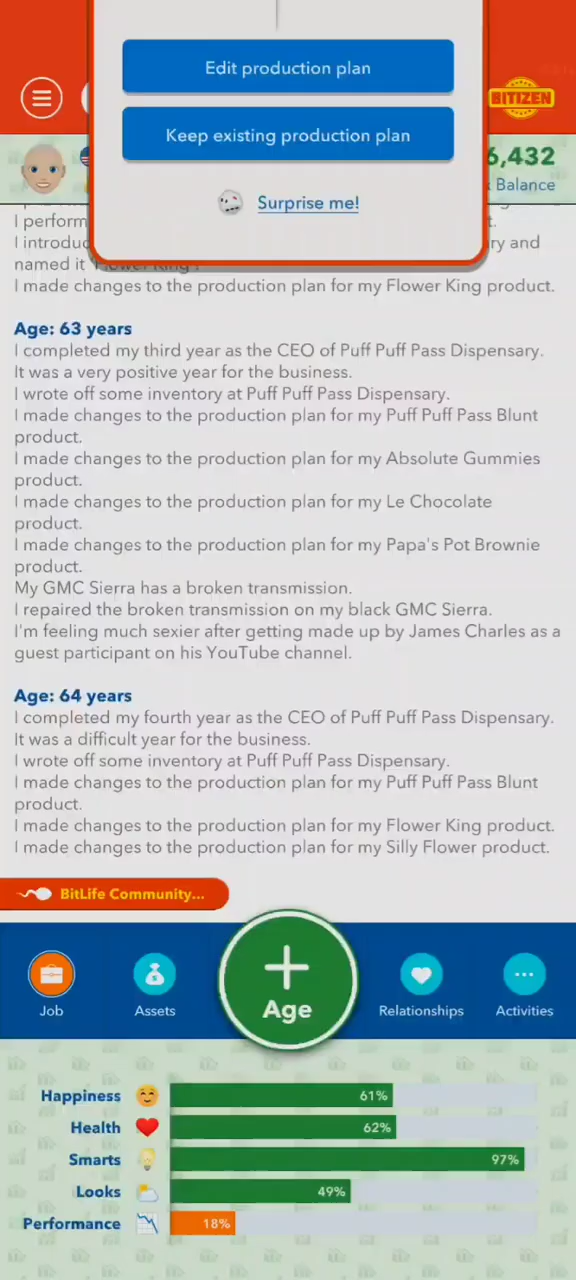 Edit production plan
Keep existing production plan
Surprise me!
BITIZEN
6,432
Balance
I perform
t.
I introdu
ry and
named it
I made changes to the production plan for my Flower King product.
Age: 63 years
I completed my third year as the CEO of Puff Puff Pass Dispensary.
It was a very positive year for the business.
I wrote off some inventory at Puff Puff Pass Dispensary.
I made changes to the production plan for my Puff Puff Pass Blunt
product.
I made changes to the production plan for my Absolute Gummies
product.
I made changes to the production plan for my Le Chocolate
product.
I made changes to the production plan for my Papa's Pot Brownie
product.
My GMC Sierra has a broken transmission.
I repaired the broken transmission on my black GMC Sierra.
I'm feeling much sexier after getting made up by James Charles as a
guest participant on his YouTube channel.
Age: 64 years
I completed my fourth year as the CEO of Puff Puff Pass Dispensary.
It was a difficult year for the business.
I wrote off some inventory at Puff Puff Pass Dispensary.
I made changes to the production plan for my Puff Puff Pass Blunt
product.
I made changes to the production plan for my Flower King product.
I made changes to the production plan for my Silly Flower product.
BitLife Community...
Job
Assets
Age
Relationships
Activities
Happiness 61%
Health 62%
Smarts 97%
Looks 49%
Performance 18%